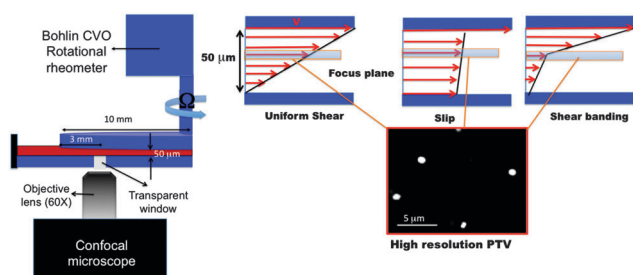 Bohlin CVO
Rotational
rheometer
Ω
10 mm
3 mm
50 µm
Objective
lens (60X)
Transparent
window
Confocal
microscope
V
50 µm
Focus plane
Uniform Shear
Slip
Shear banding
5 µm
High resolution PTV